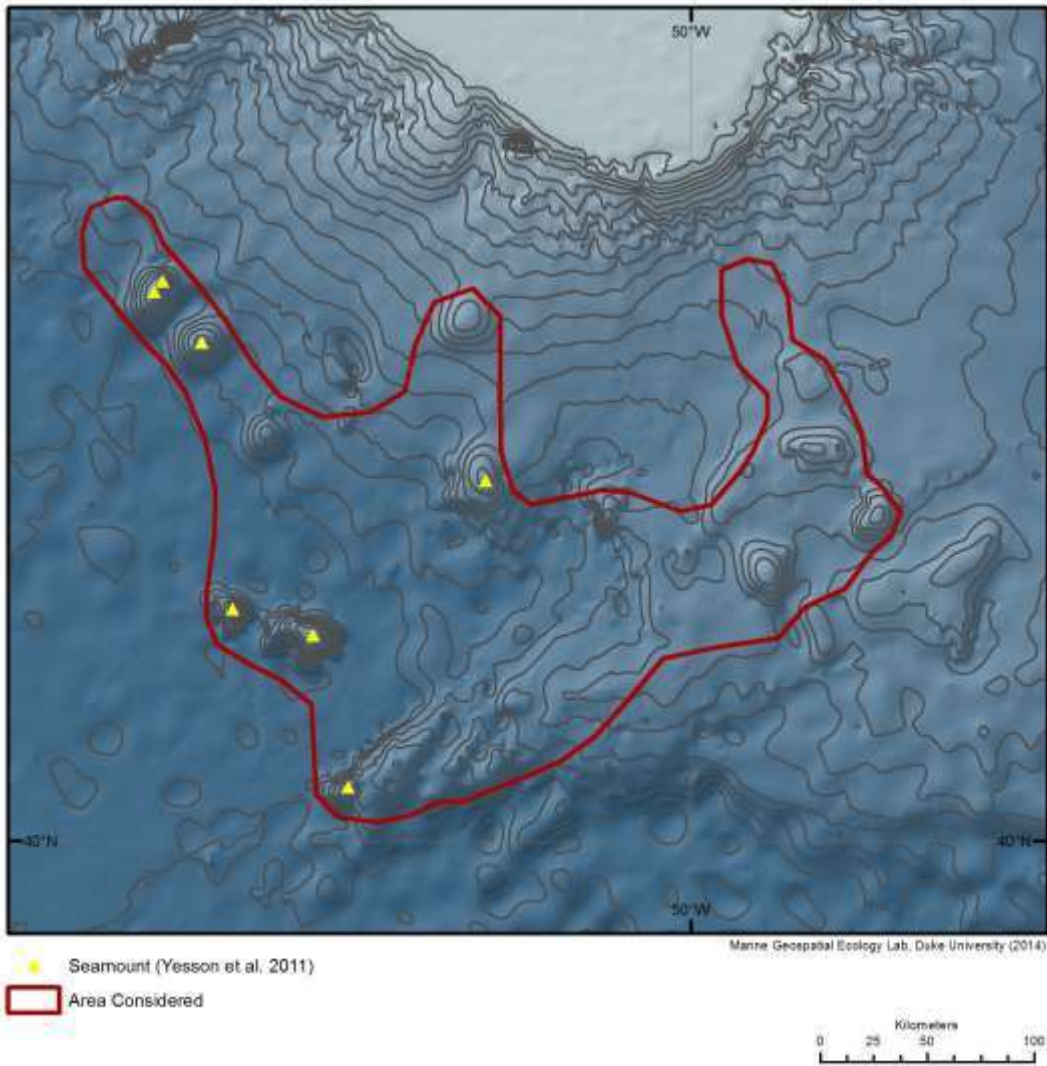 50°W
40°N
40°N
50°W
Marine Geospatial Ecology Lab, Duke University (2014)
Seamount (Yesson et al. 2011)
Area Considered
Kilometers
0 25 50 100